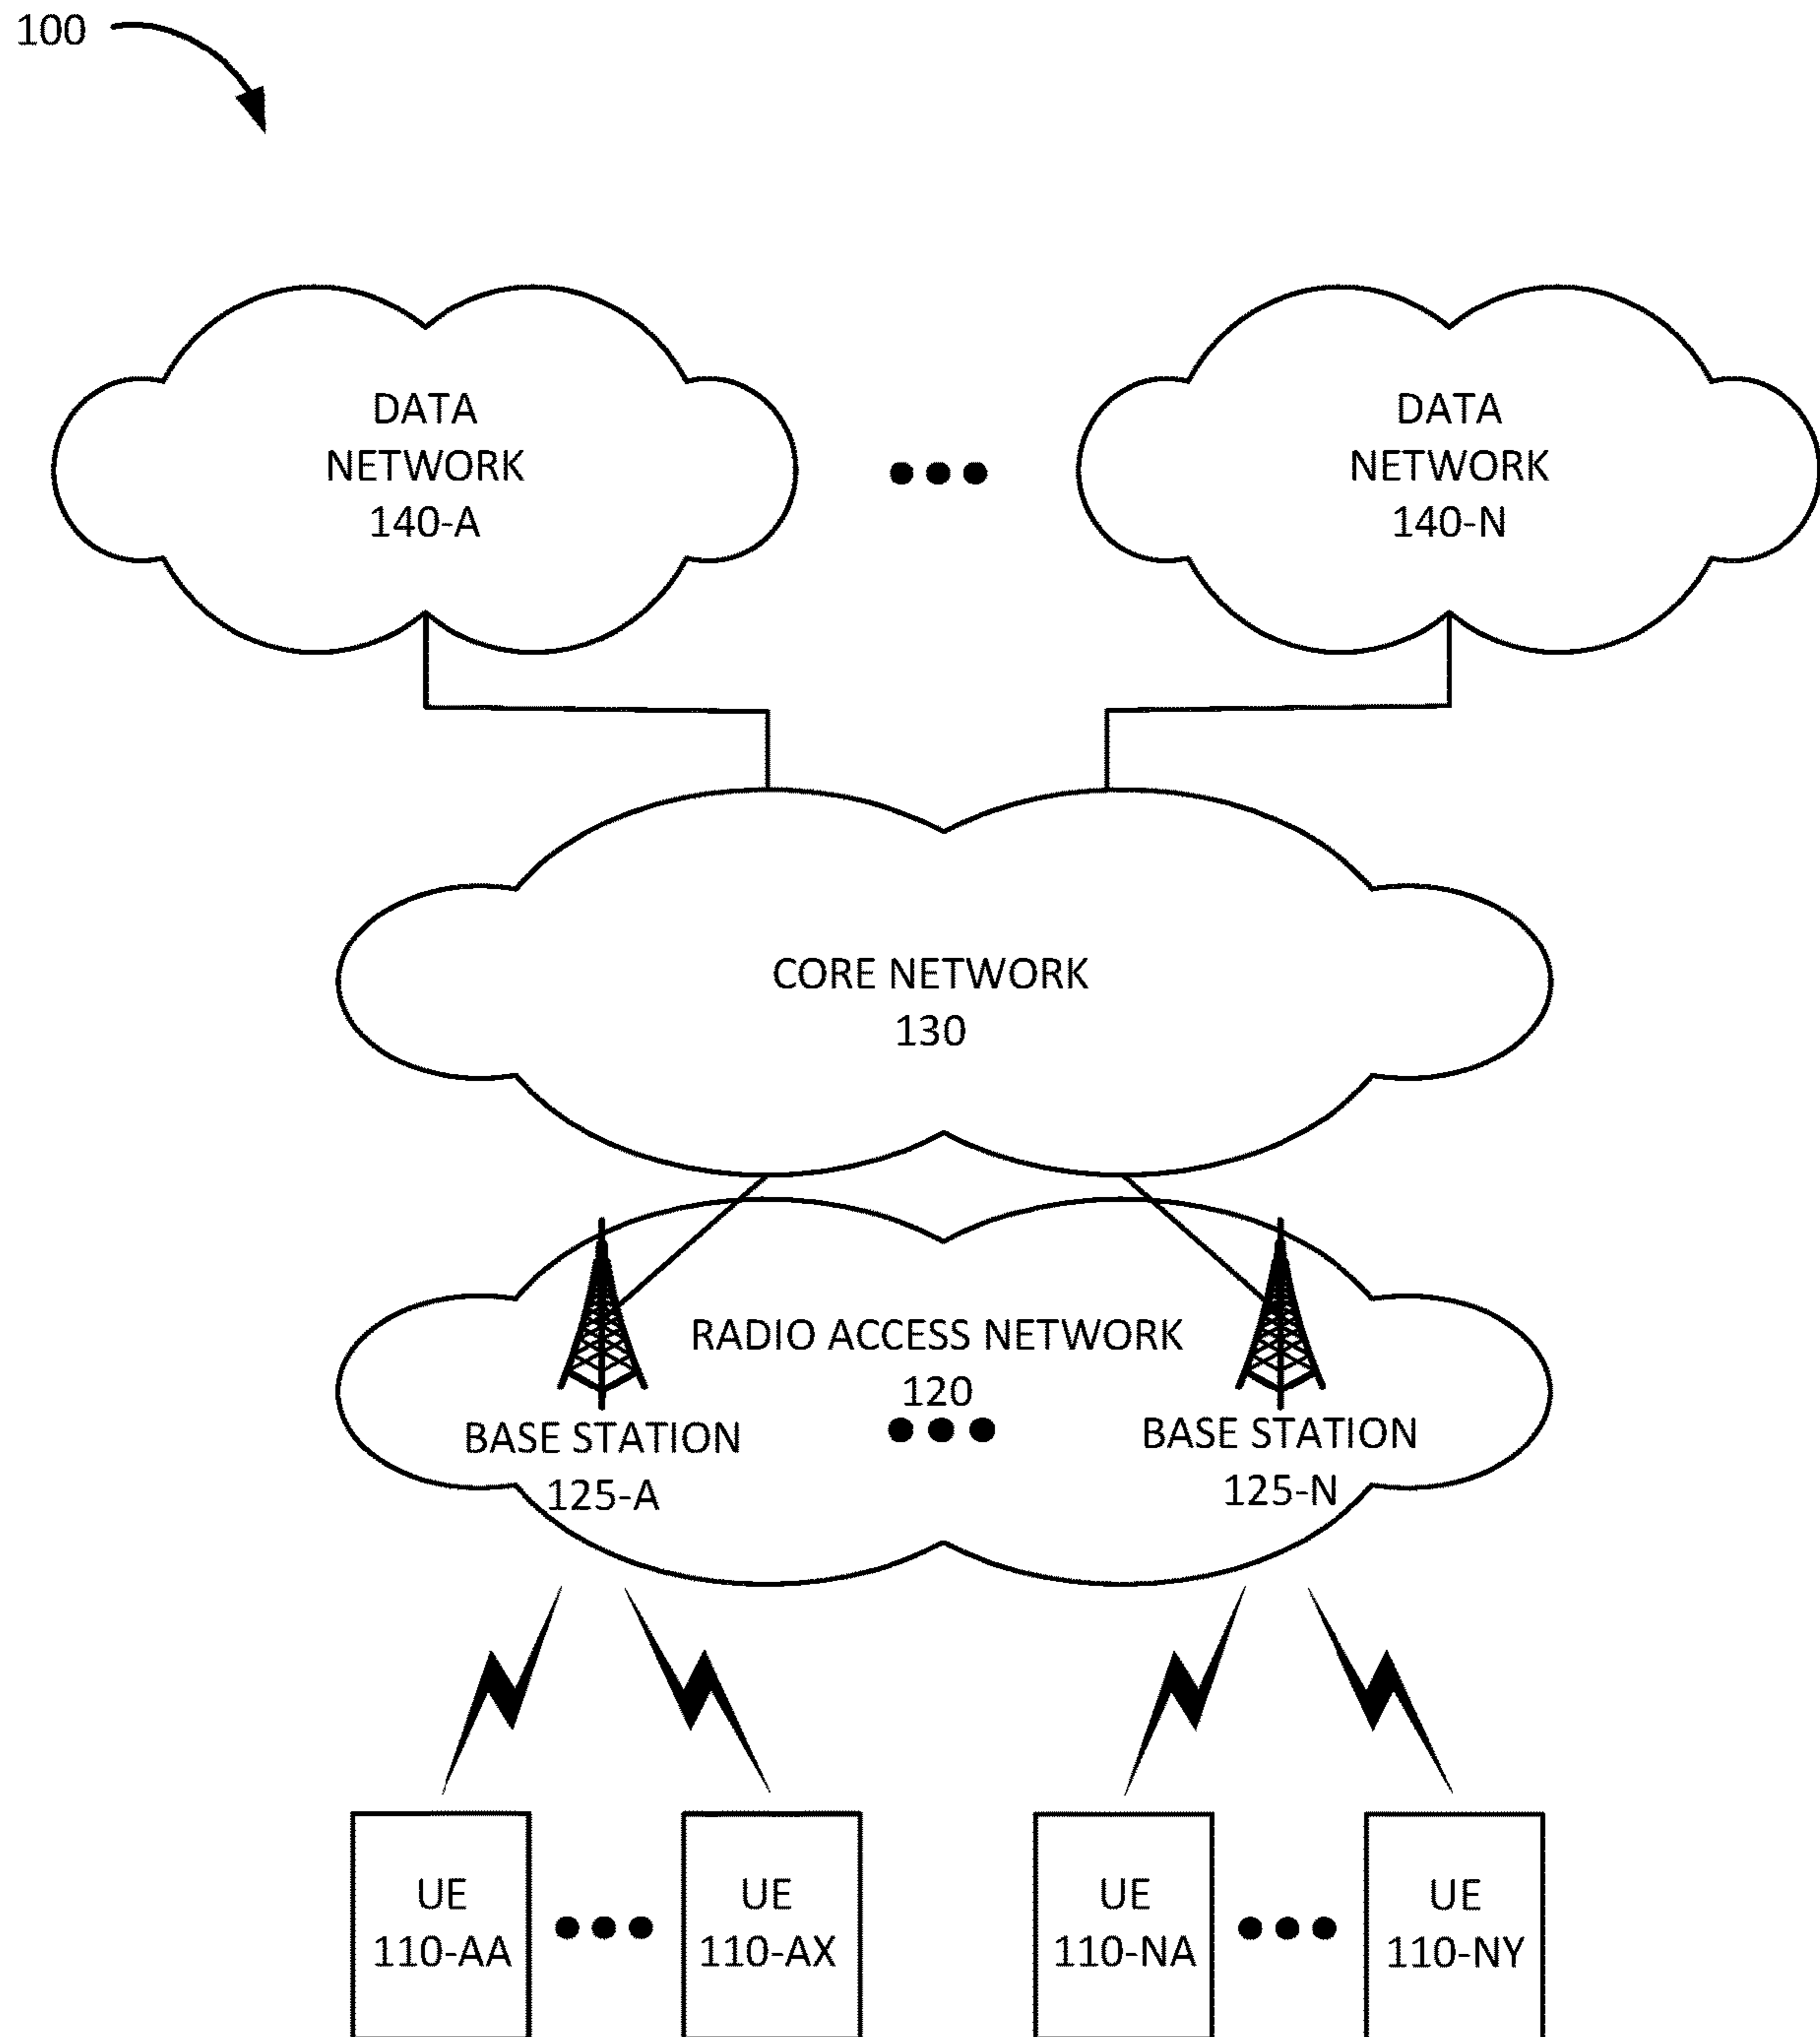 100
DATA
NETWORK
140-A
DATA
NETWORK
140-N
CORE NETWORK
130
RADIO ACCESS NETWORK
120
BASE STATION
125-A
BASE STATION
125-N
UE
110-AA
UE
110-AX
UE
110-NA
UE
110-NY